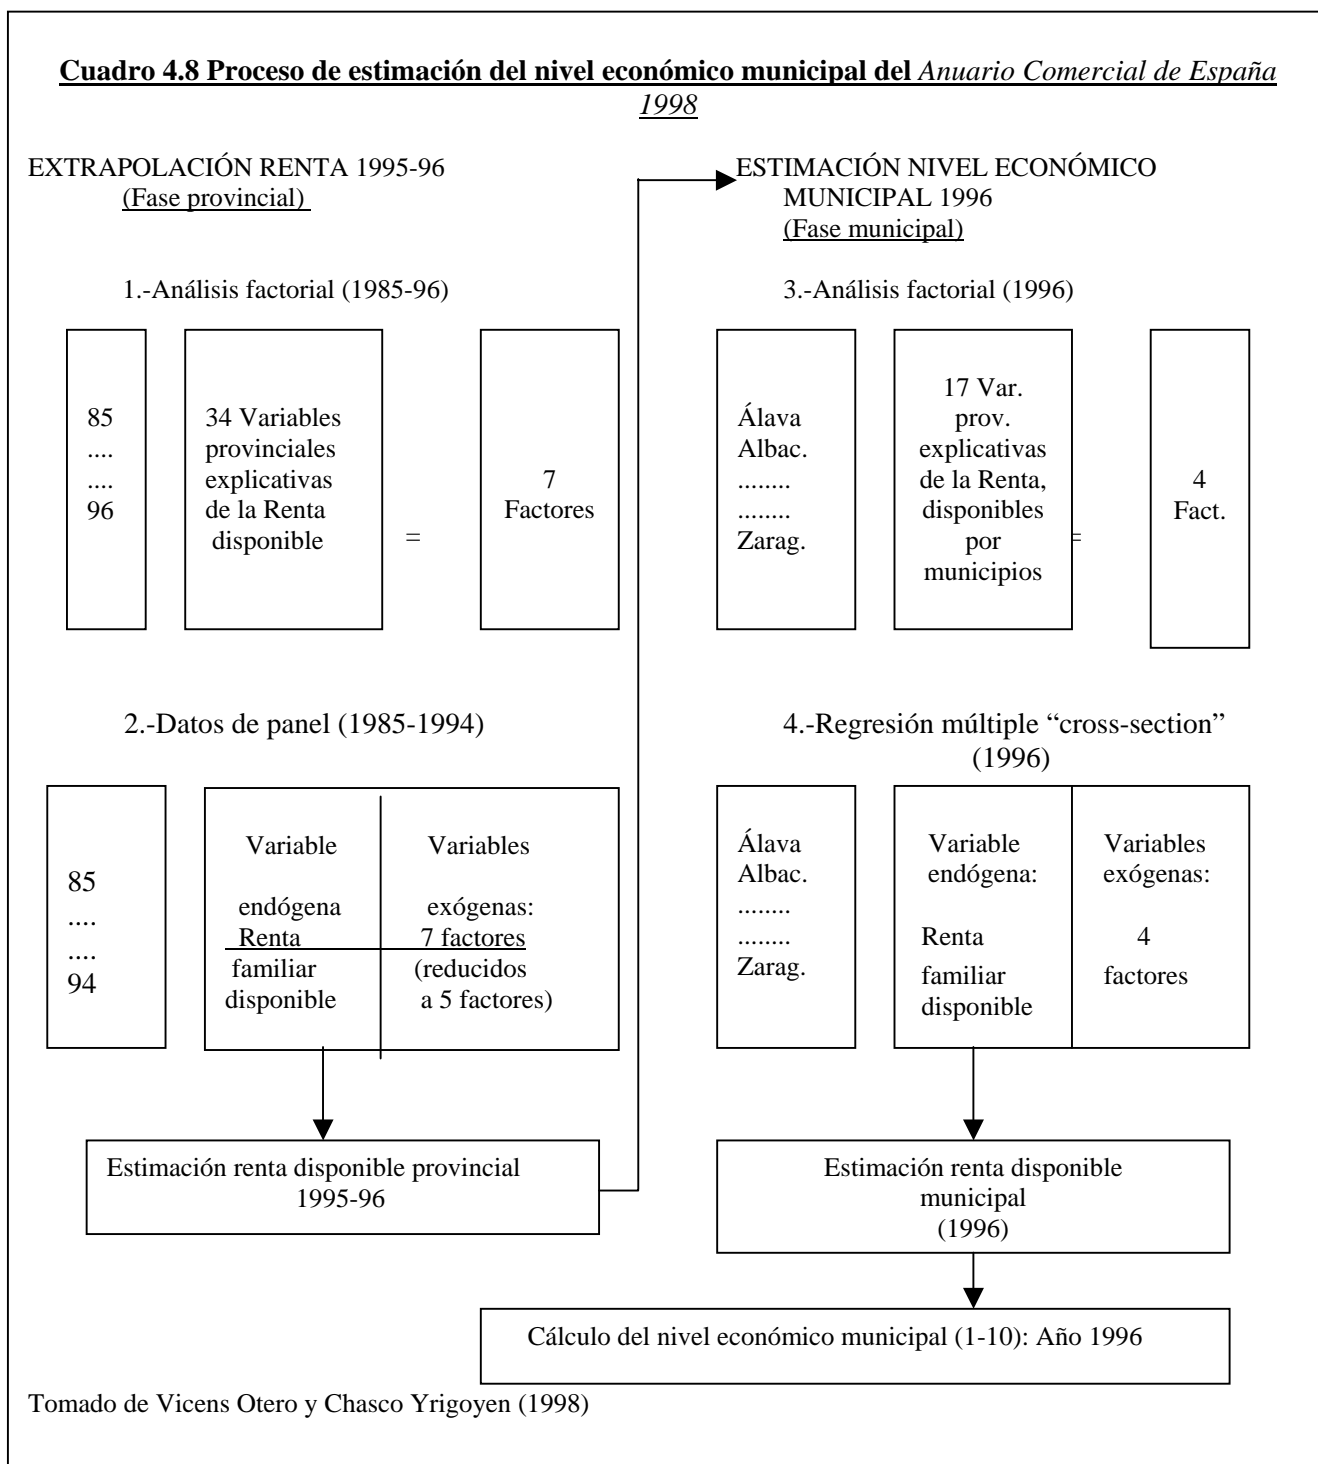 Cuadro 4.8 Proceso de estimación del nivel económico municipal del Anuario Comercial de España
1998
EXTRAPOLACIÓN RENTA 1995-96
(Fase provincial)
1.-Análisis factorial (1985-96)
85
....
....
96
34 Variables
provinciales
explicativas
de la Renta
disponible
=
7
Factores
2.-Datos de panel (1985-1994)
85
....
....
94
Variable
endógena
Renta
familiar
disponible
Variables
exógenas:
7 factores
(reducidos
a 5 factores)
Estimación renta disponible provincial
1995-96
ESTIMACIÓN NIVEL ECONÓMICO
MUNICIPAL 1996
(Fase municipal)
3.-Análisis factorial (1996)
Álava
Albac.
........
........
Zarag.
17 Var.
prov.
explicativas
de la Renta,
disponibles
por
municipios
=
4
Fact.
4.-Regresión múltiple “cross-section”
(1996)
Álava
Albac.
........
........
Zarag.
Variable
endógena:
Renta
familiar
disponible
Variables
exógenas:
4
factores
Estimación renta disponible
municipal
(1996)
Cálculo del nivel económico municipal (1-10): Año 1996
Tomado de Vicens Otero y Chasco Yrigoyen (1998)